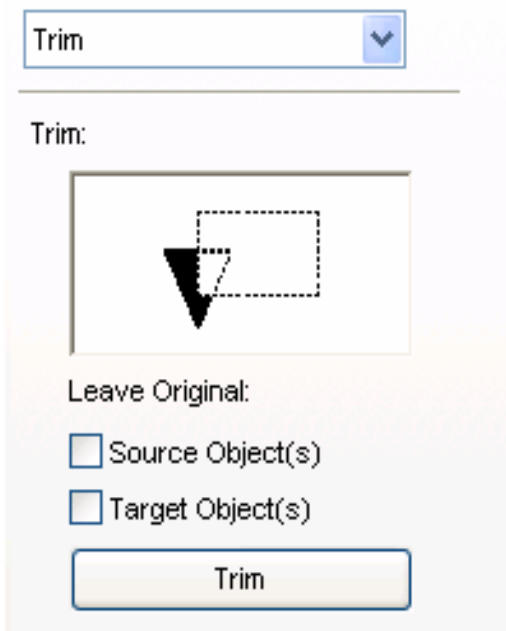 Trim
Trim:
Leave Original:
Source Object(s)
Target Object(s)
Trim